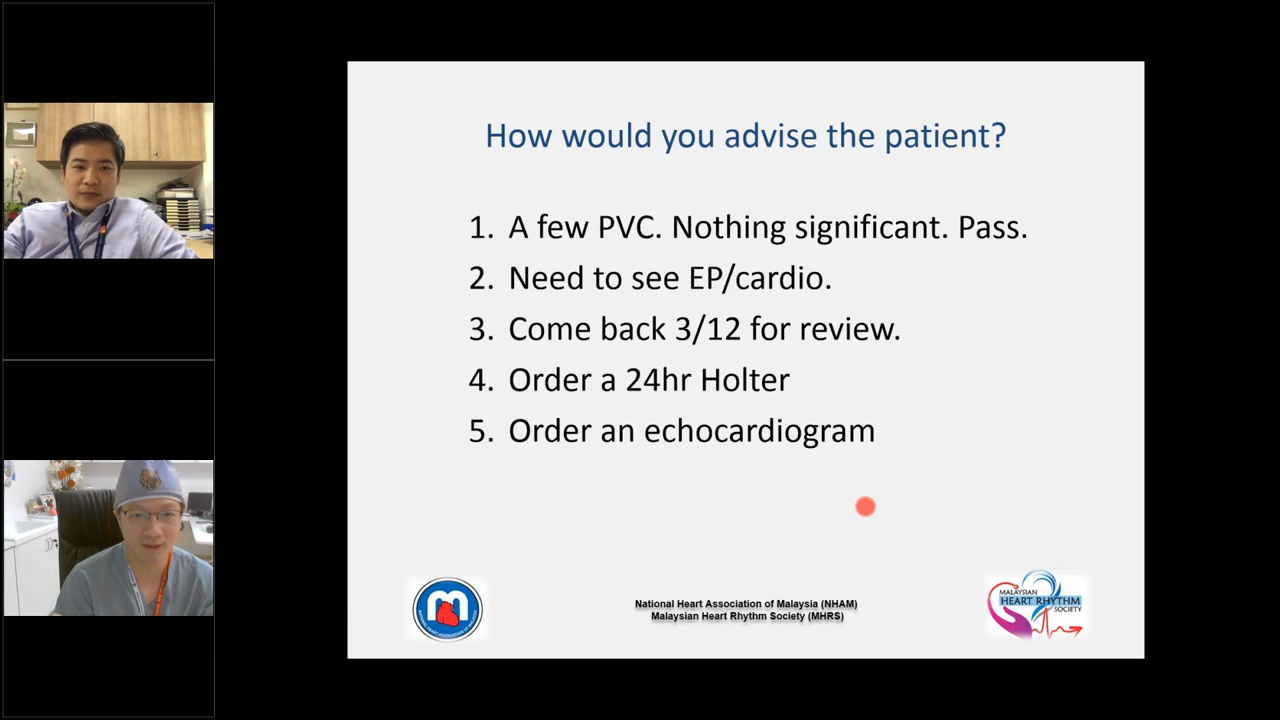 How would you advise the patient?
1. A few PVC. Nothing significant. Pass.
2. Need to see EP/cardio.
3. Come back 3/12 for review.
4. Order a 24hr Holter
5. Order an echocardiogram
National Heart Association of Malaysia (NHAM)
Malaysian Heart Rhythm Society (MHRS)
MALAYSIAN
HEART RHYTHM
SOCIETY